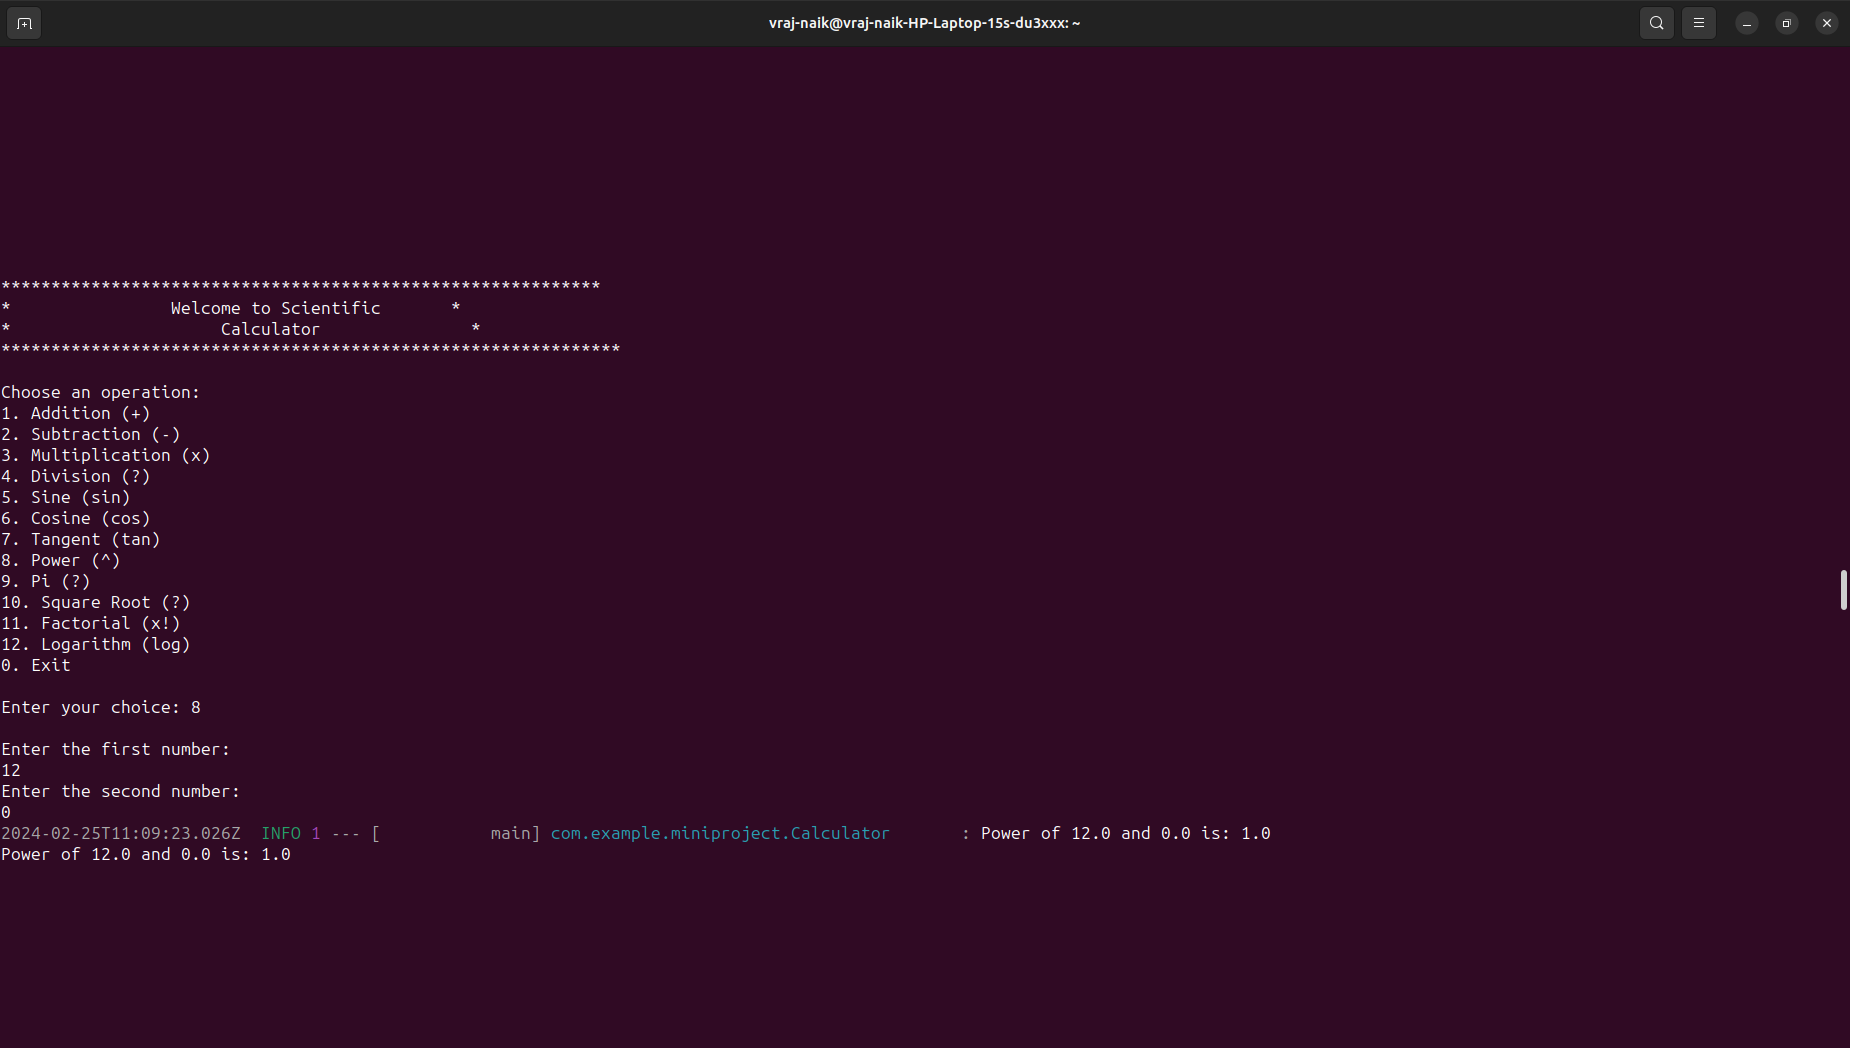 vraj-naik@vraj-naik-HP-Laptop-15s-du3xxx: ~
************************************************************
*                Welcome to Scientific       *
*                     Calculator               *
**************************************************************
Choose an operation:
1. Addition (+)
2. Subtraction (-)
3. Multiplication (x)
4. Division (?)
5. Sine (sin)
6. Cosine (cos)
7. Tangent (tan)
8. Power (^)
9. Pi (?)
10. Square Root (?)
11. Factorial (x!)
12. Logarithm (log)
0. Exit
Enter your choice: 8
Enter the first number:
12
Enter the second number:
0
2024-02-25T11:09:23.026Z  INFO 1 --- [           main] com.example.miniproject.Calculator       : Power of 12.0 and 0.0 is: 1.0
Power of 12.0 and 0.0 is: 1.0